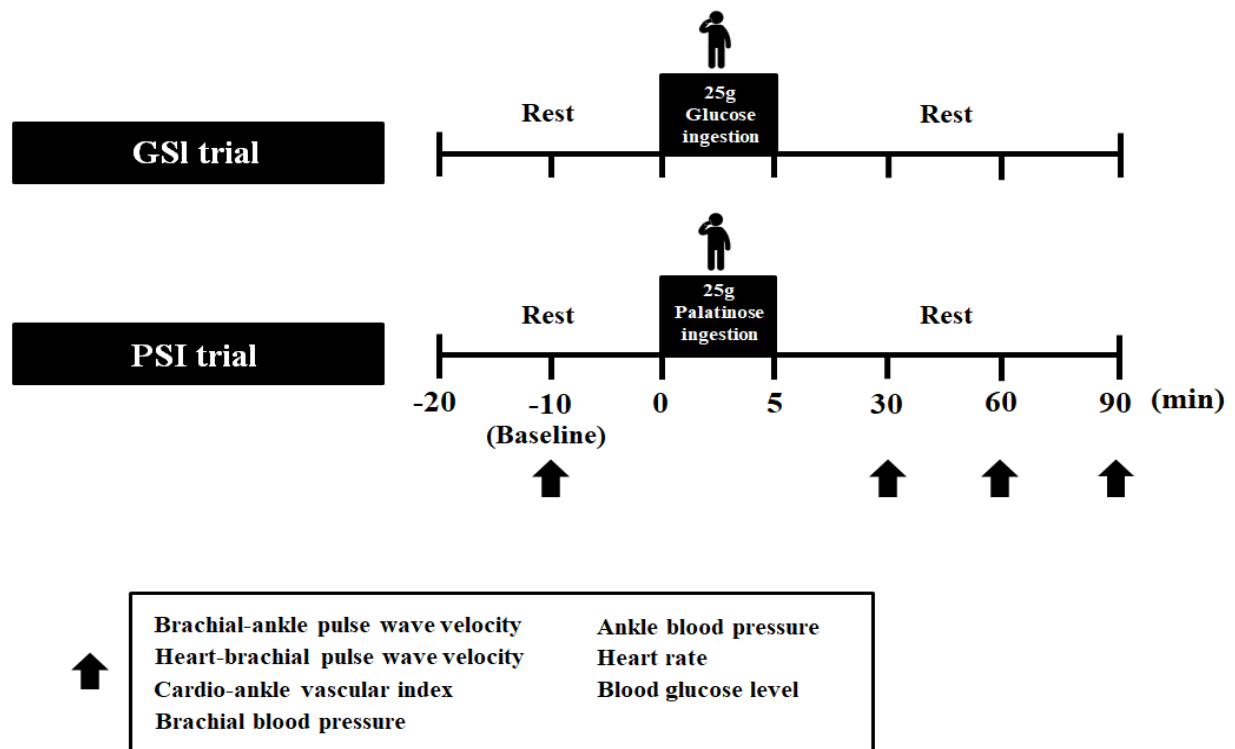 25g
Glucose
ingestion
Rest
Rest
GSl trial
25g
Palatinose
ingestion
Rest
Rest
PSI trial
-20 -10 0 5 30 60 90 (min)
(Baseline)
Brachial-ankle pulse wave velocity
Heart-brachial pulse wave velocity
Cardio-ankle vascular index
Brachial blood pressure
Ankle blood pressure
Heart rate
Blood glucose level